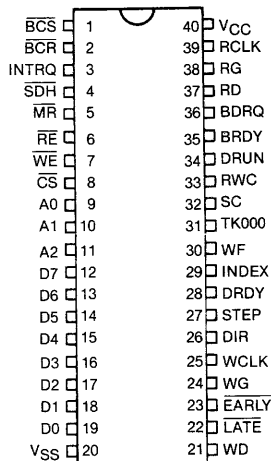 BCS 1 40 VCC
BCR 2 39 RCLK
INTRQ 3 38 RG
SDH 4 37 RD
MR 5 36 BDRQ
RE 6 35 BRDY
WE 7 34 DRUN
CS 8 33 RWC
A0 9 32 SC
A1 10 31 TK000
A2 11 30 WF
D7 12 29 INDEX
D6 13 28 DRDY
D5 14 27 STEP
D4 15 26 DIR
D3 16 25 WCLK
D2 17 24 WG
D1 18 23 EARLY
D0 19 22 LATE
VSS 20 21 WD